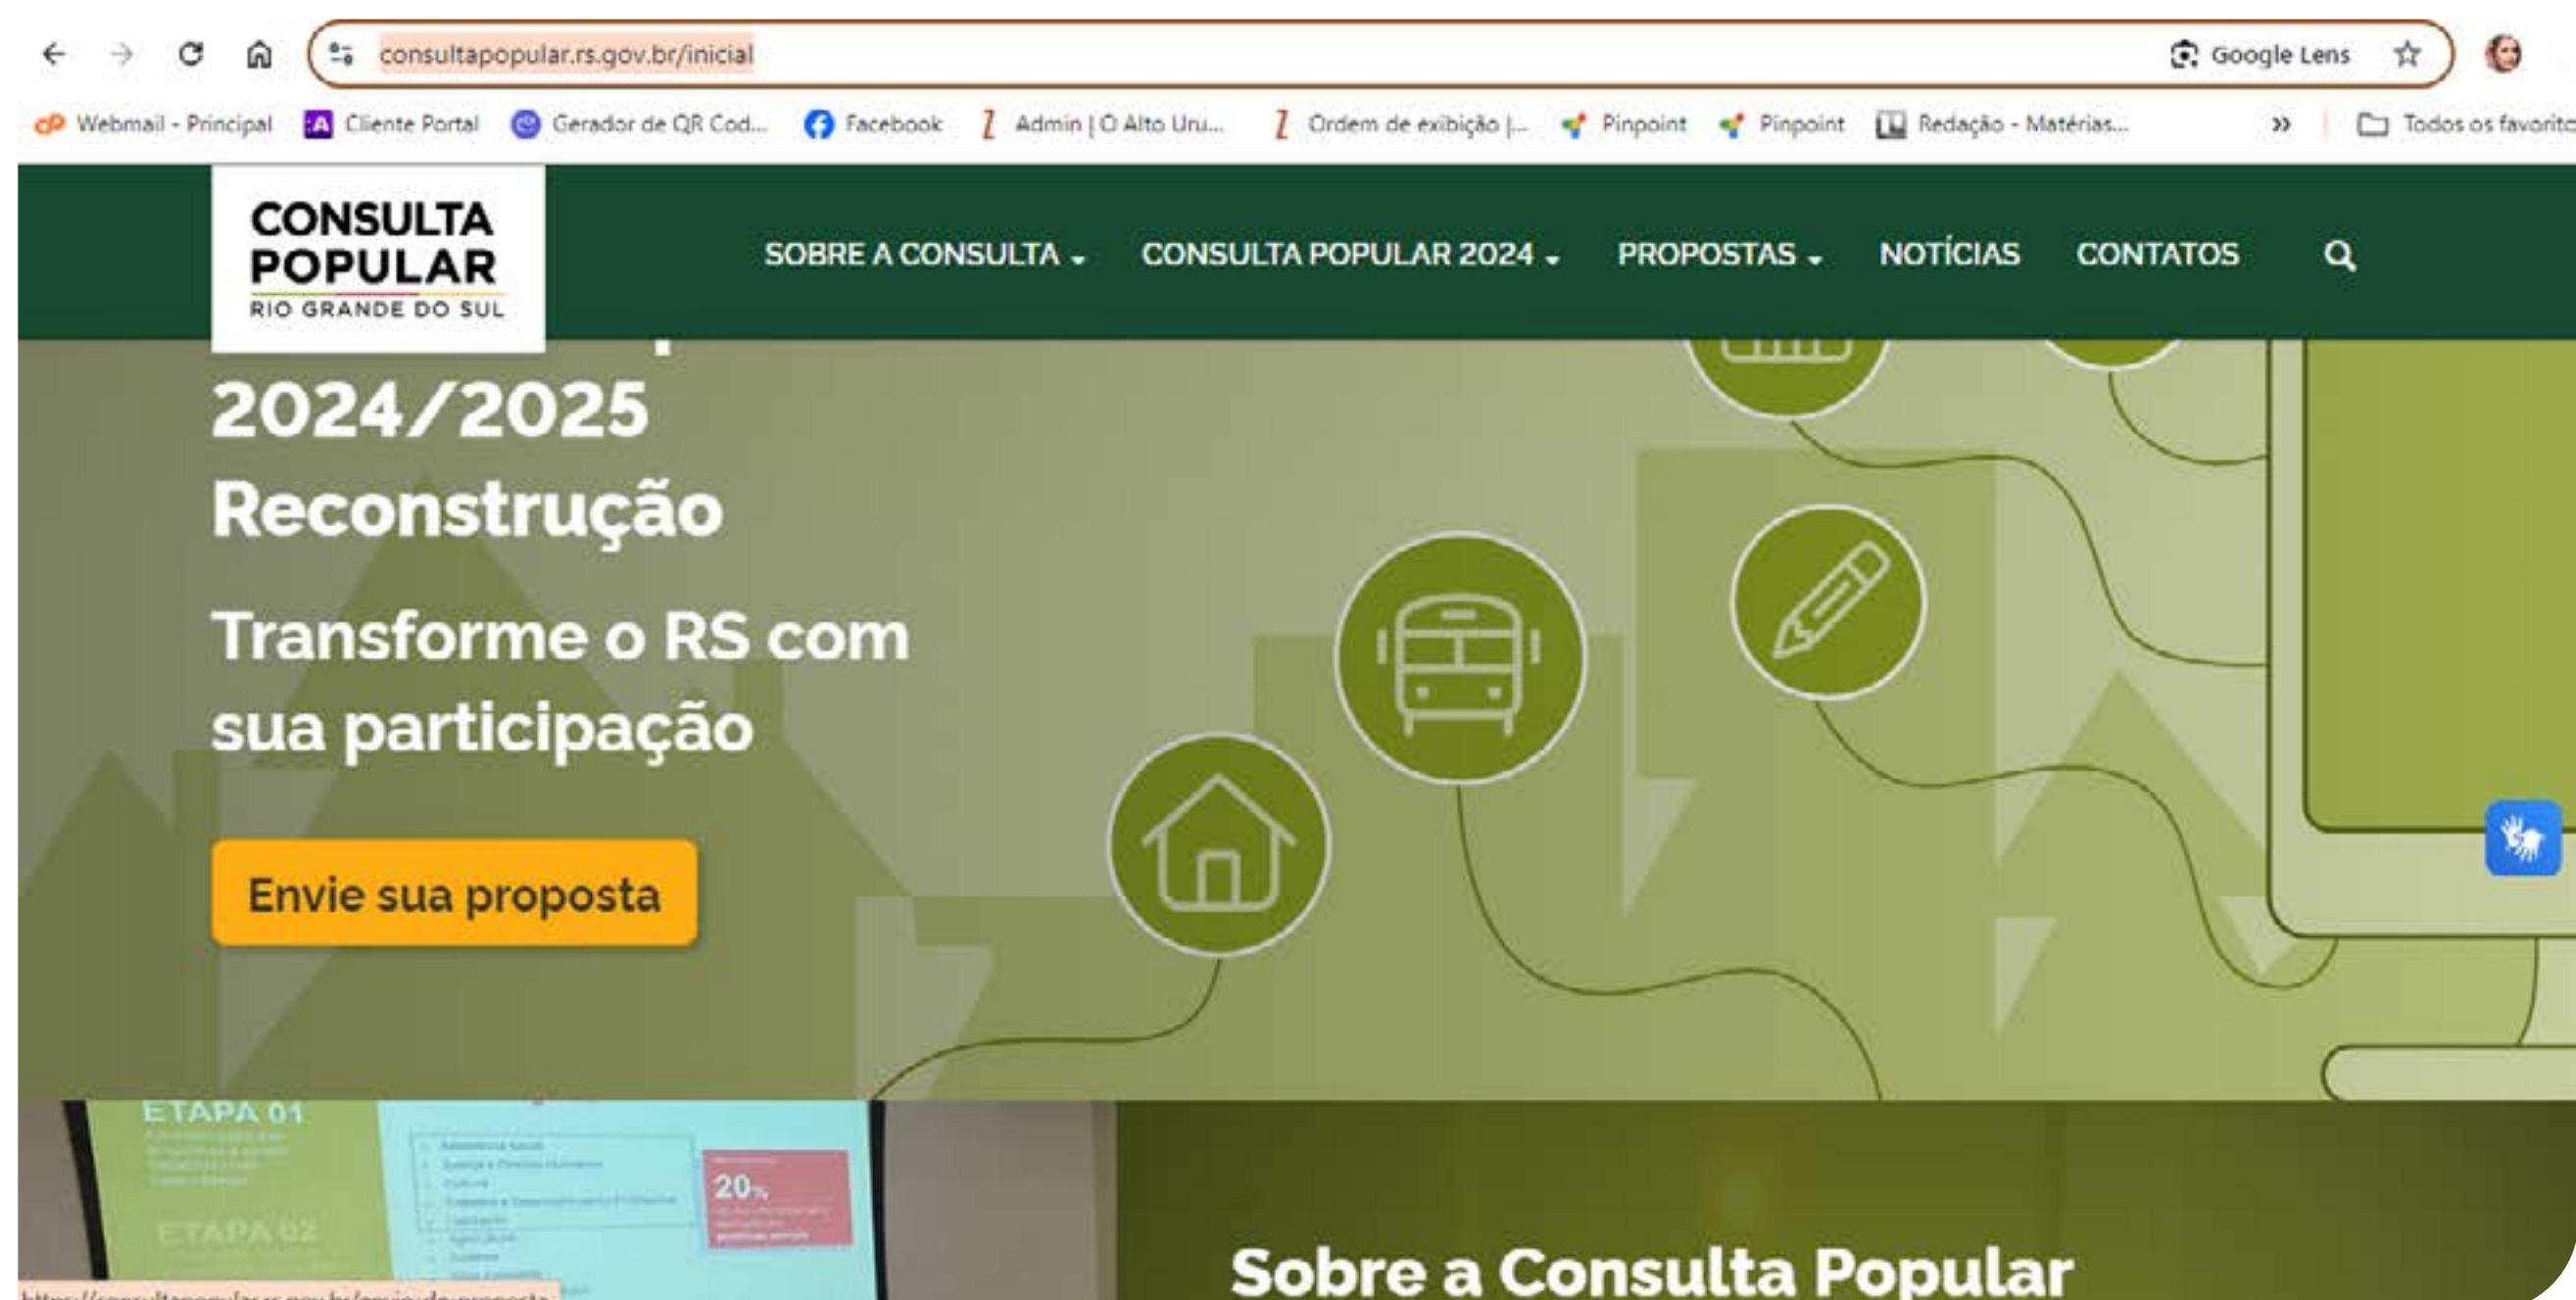 consultapopular.rs.gov.br/inicial
Google Lens
Webmail - Principal
Cliente Portal
Gerador de QR Cod...
Facebook
Admin | O Alto Uru...
Ordem de exibição |...
Pinpoint
Pinpoint
Redação - Matérias...
»
Todos os favorito
CONSULTA
POPULAR
RIO GRANDE DO SUL
SOBRE A CONSULTA
CONSULTA POPULAR 2024
PROPOSTAS
NOTÍCIAS
CONTATOS
2024/2025
Reconstrução
Transforme o RS com
sua participação
Envie sua proposta
ETAPA 01
20%
ETAPA 02
Sobre a Consulta Popular